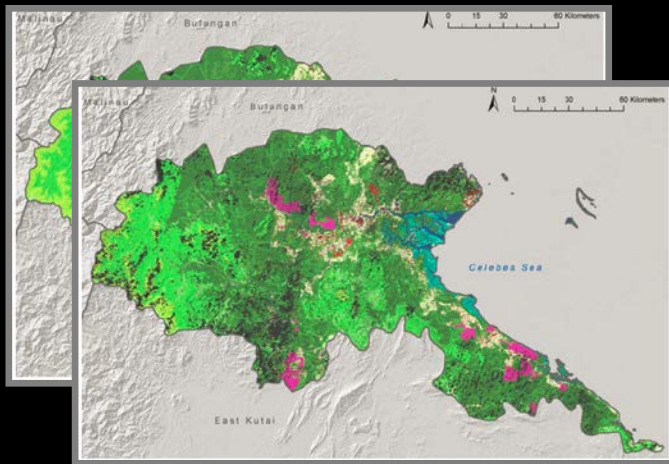 Malinau
Bulungan
0 15 30 60 Kilometers
Malinau
Bulungan
N
0 15 30 60 Kilometers
Celebes Sea
East Kutai